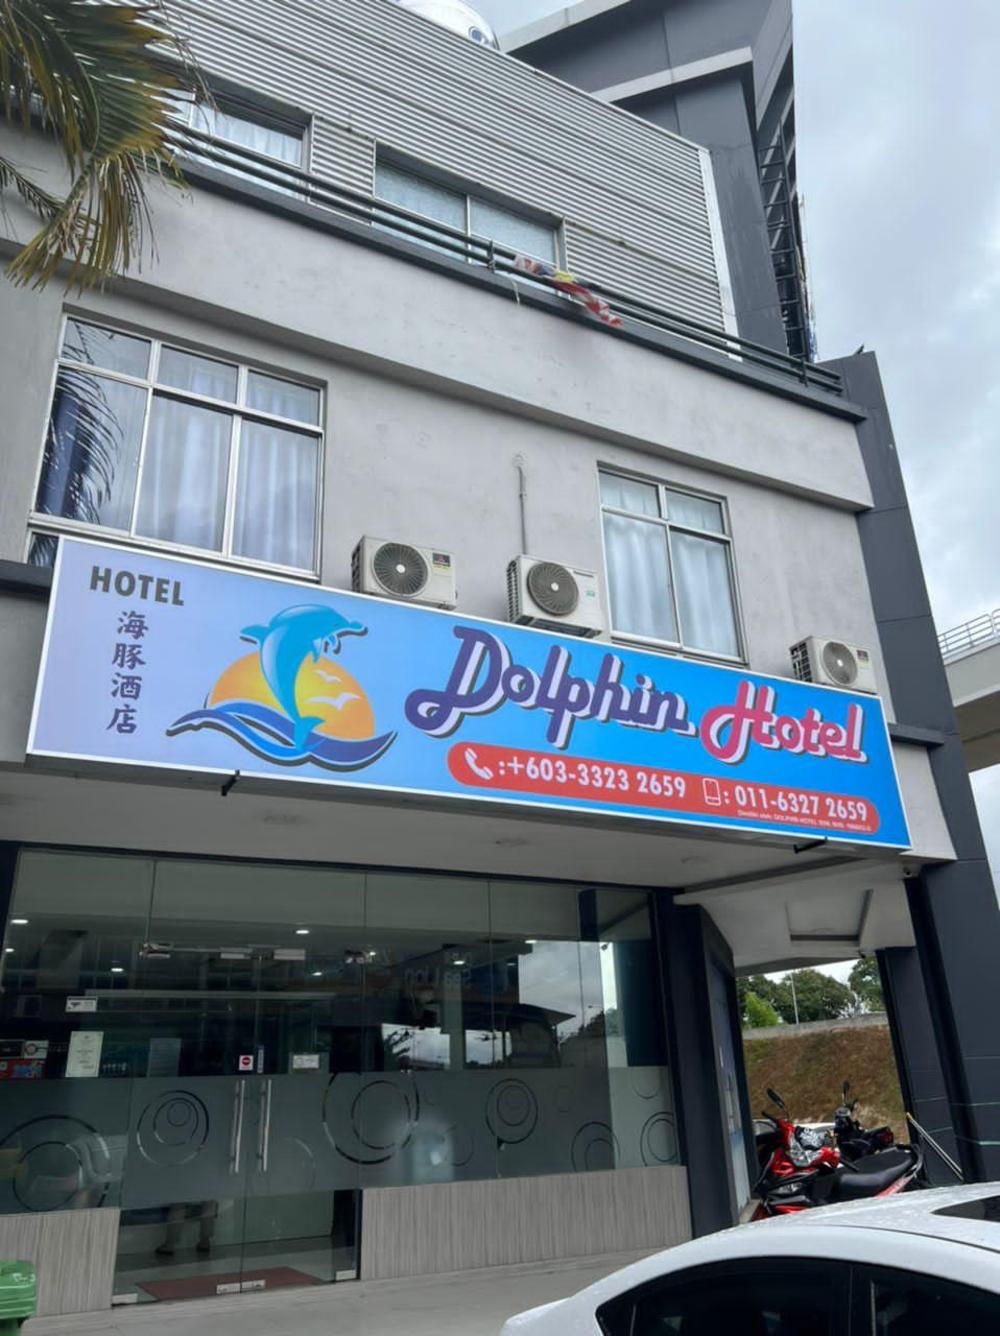 HOTEL
海豚酒店
Dolphin Hotel
:+603-3323 2659
: 011-6327 2659